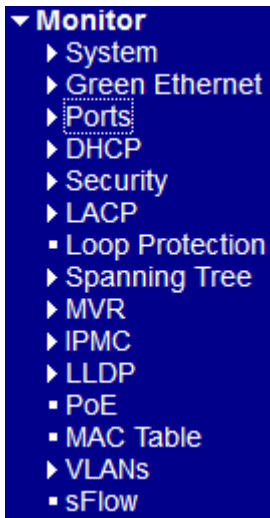 Monitor
System
Green Ethernet
Ports
DHCP
Security
LACP
Loop Protection
Spanning Tree
MVR
IPMC
LLDP
PoE
MAC Table
VLANs
sFlow